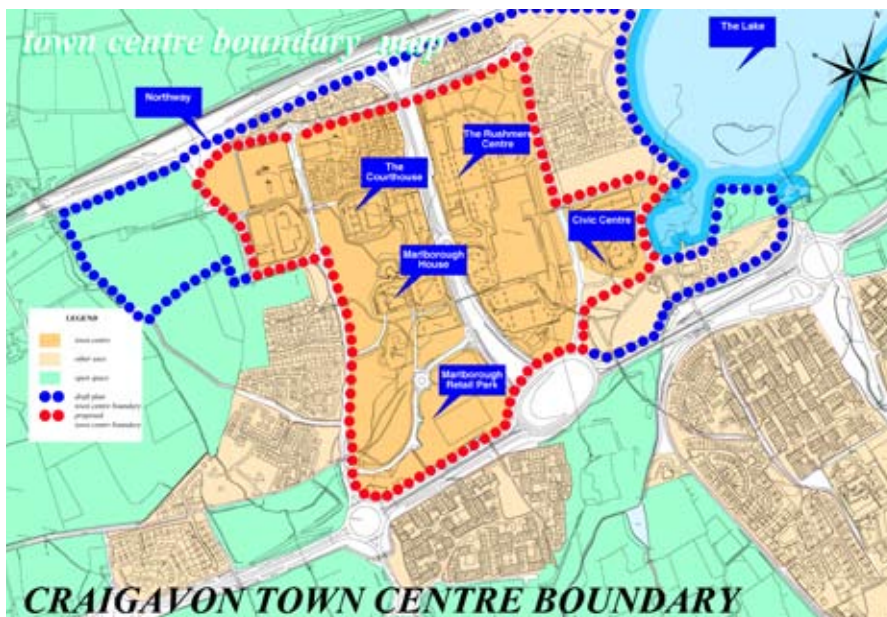 town centre boundary map
The Lake
Northway
The Rushmere
Centre
The
Courthouse
Civic Centre
Marlborough
House
Marlborough
Retail Park
LEGEND
town centre
other uses
open space
draft plan
town centre boundary
proposed
town centre boundary
CRAIGAVON TOWN CENTRE BOUNDARY